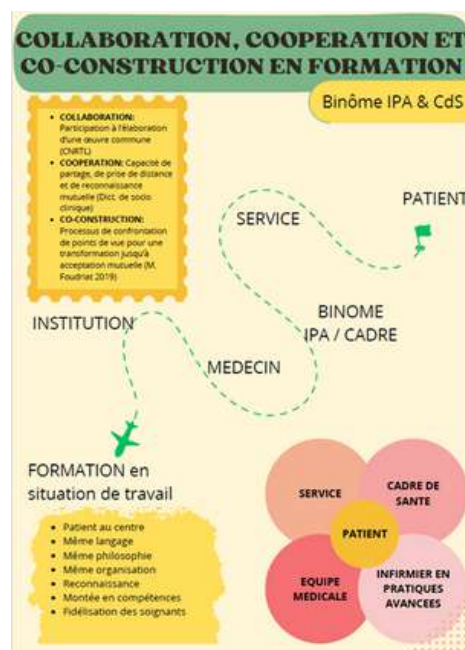 COLLABORATION, COOPERATION ET
CO-CONSTRUCTION EN FORMATION
Binôme IPA & CdS
• COLLABORATION:
Participation à l'élaboration
d'une œuvre commune
(CNRTL)
• COOPERATION: Capacité de
partage, de prise de distance
et de reconnaissance
mutuelle (Dict. de socio
clinique)
• CO-CONSTRUCTION:
Processus de confrontation
de points de vue pour une
transformation jusqu'à
acceptation mutuelle (M.
Foudriat 2019)
PATIENT
SERVICE
INSTITUTION
BINOME
IPA / CADRE
MEDECIN
FORMATION en
situation de travail
• Patient au centre
• Même langage
• Même philosophie
• Même organisation
• Reconnaissance
• Montée en compétences
• Fidélisation des soignants
SERVICE
CADRE DE
SANTE
PATIENT
EQUIPE
MEDICALE
INFIRMIER EN
PRATIQUES
AVANCEES